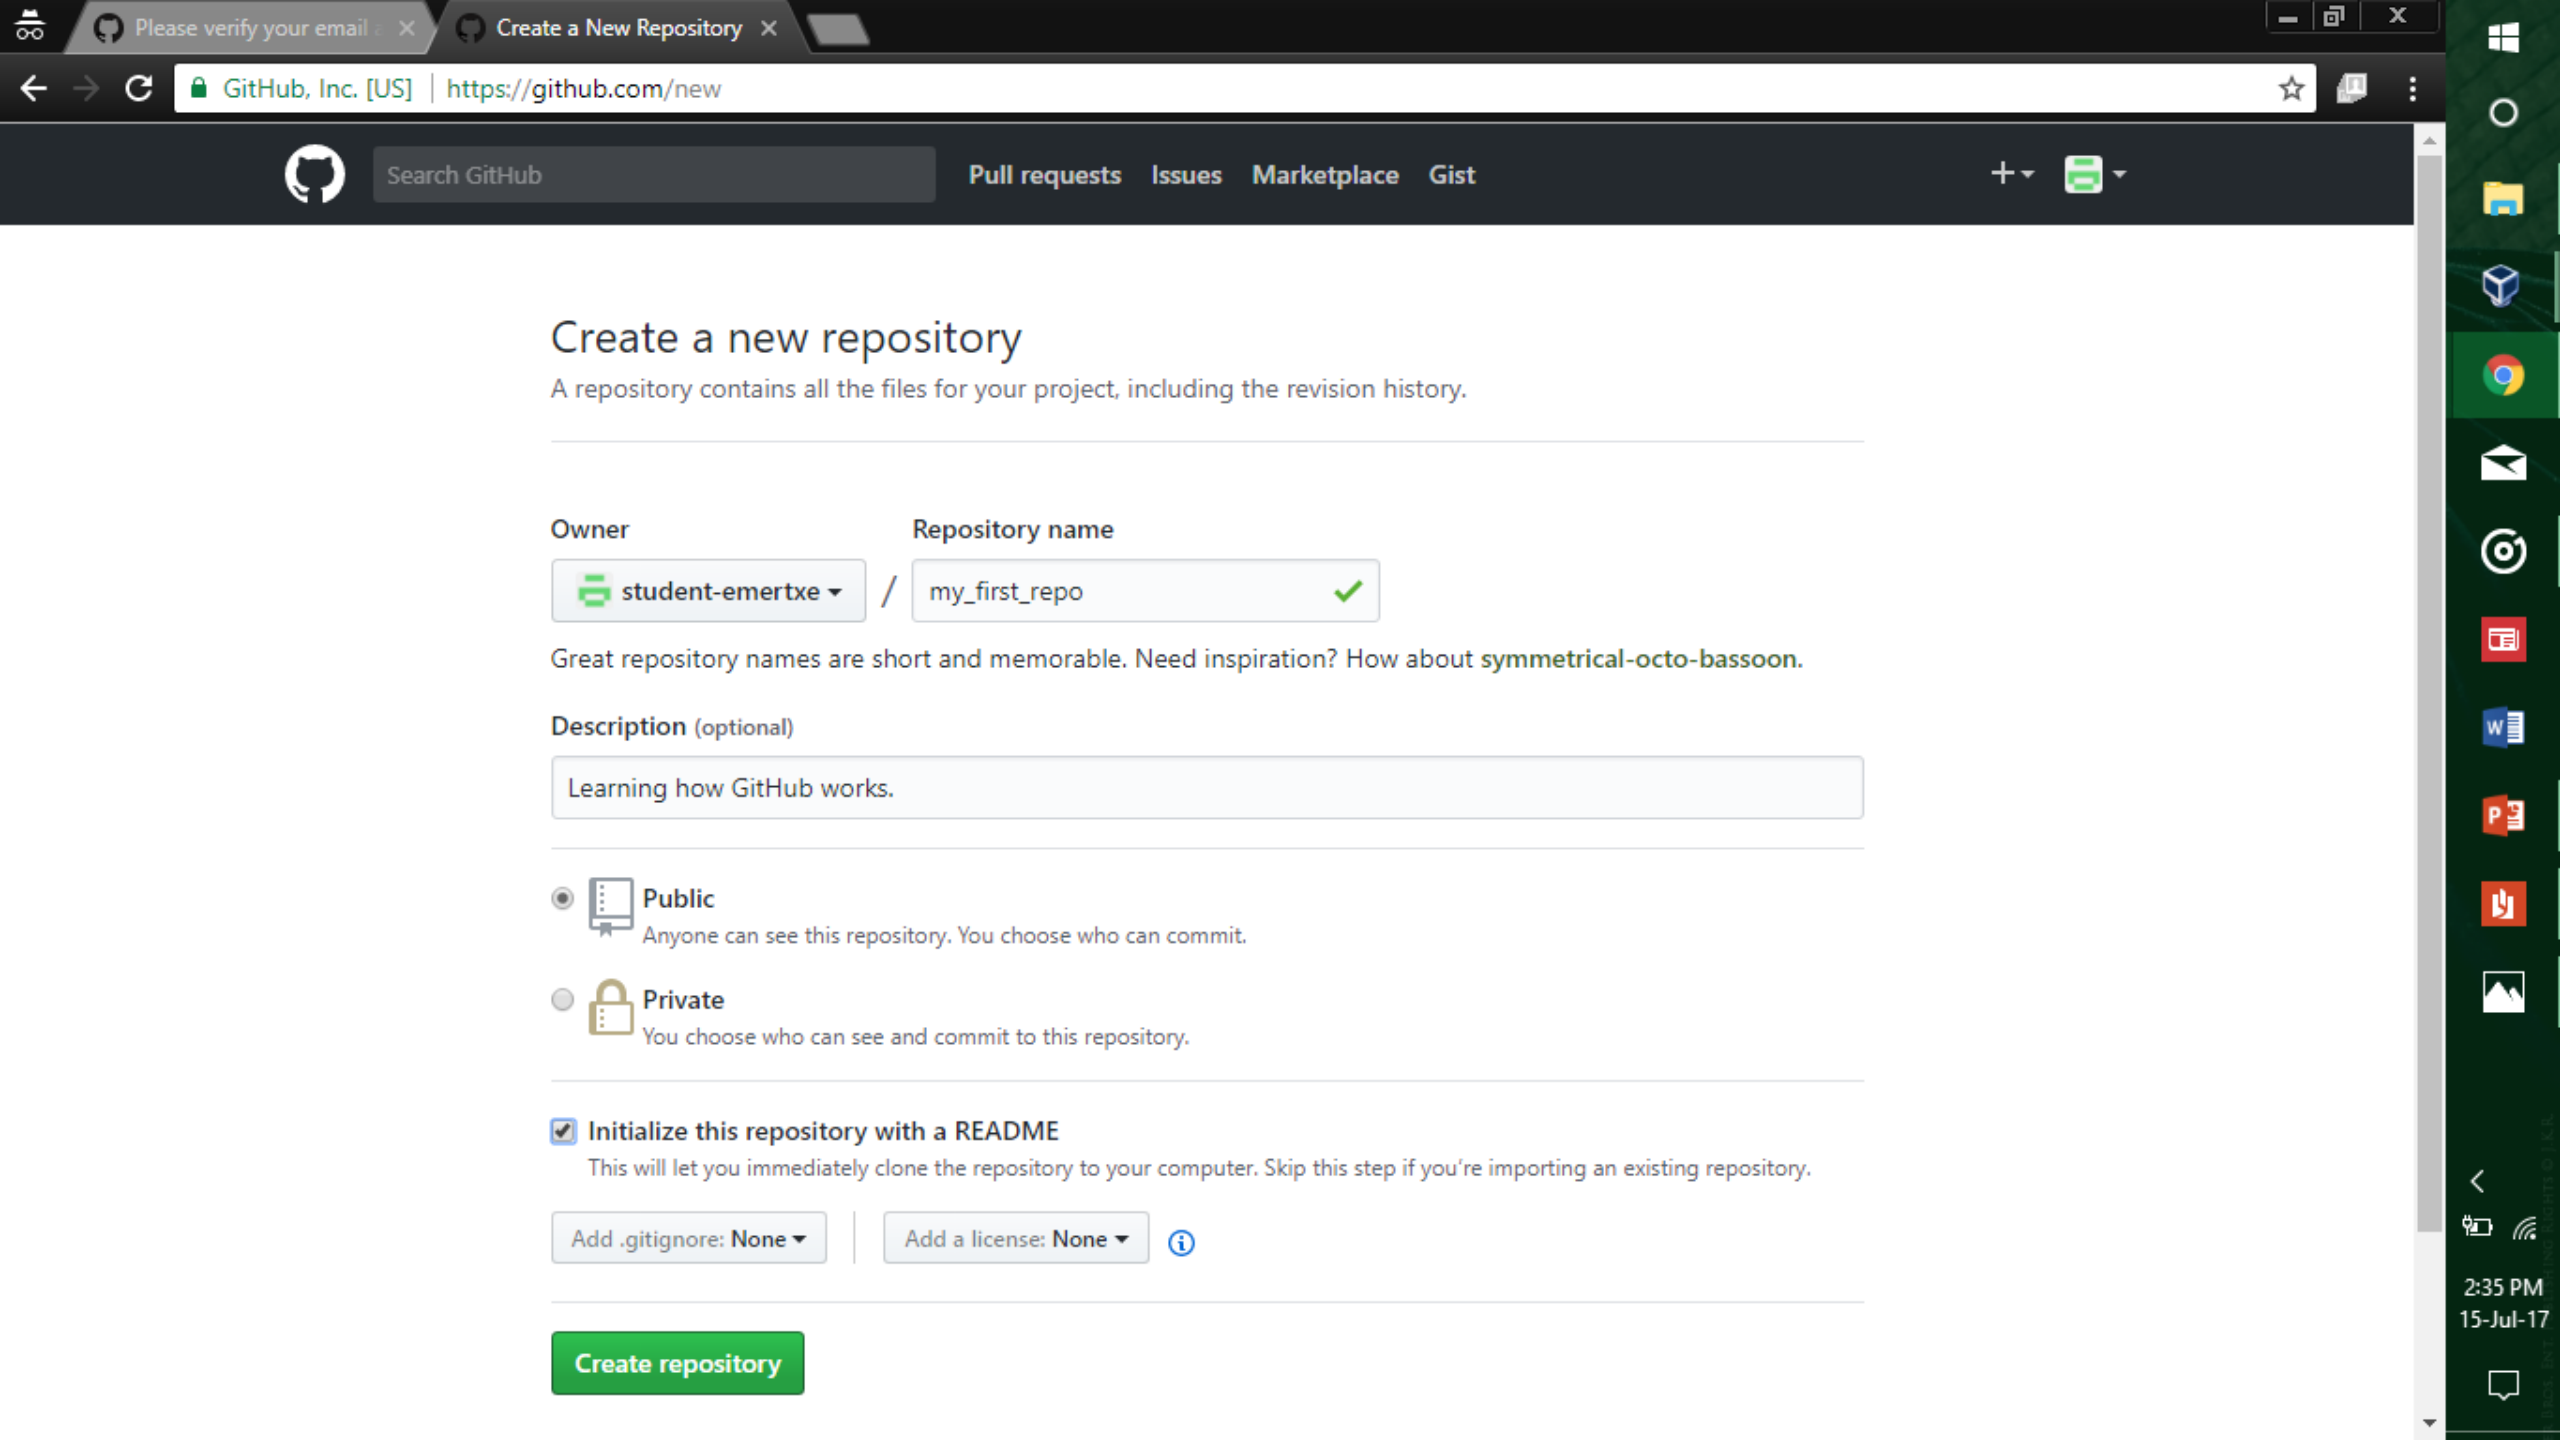 Please verify your email a
Create a New Repository
GitHub, Inc. [US] https://github.com/new
Search GitHub
Pull requests Issues Marketplace Gist
Create a new repository
A repository contains all the files for your project, including the revision history.
Owner Repository name
student-emertxe / my_first_repo
Great repository names are short and memorable. Need inspiration? How about symmetrical-octo-bassoon.
Description (optional)
Learning how GitHub works.
Public
Anyone can see this repository. You choose who can commit.
Private
You choose who can see and commit to this repository.
Initialize this repository with a README
This will let you immediately clone the repository to your computer. Skip this step if you’re importing an existing repository.
Add .gitignore: None Add a license: None
Create repository
2:35 PM
15-Jul-17